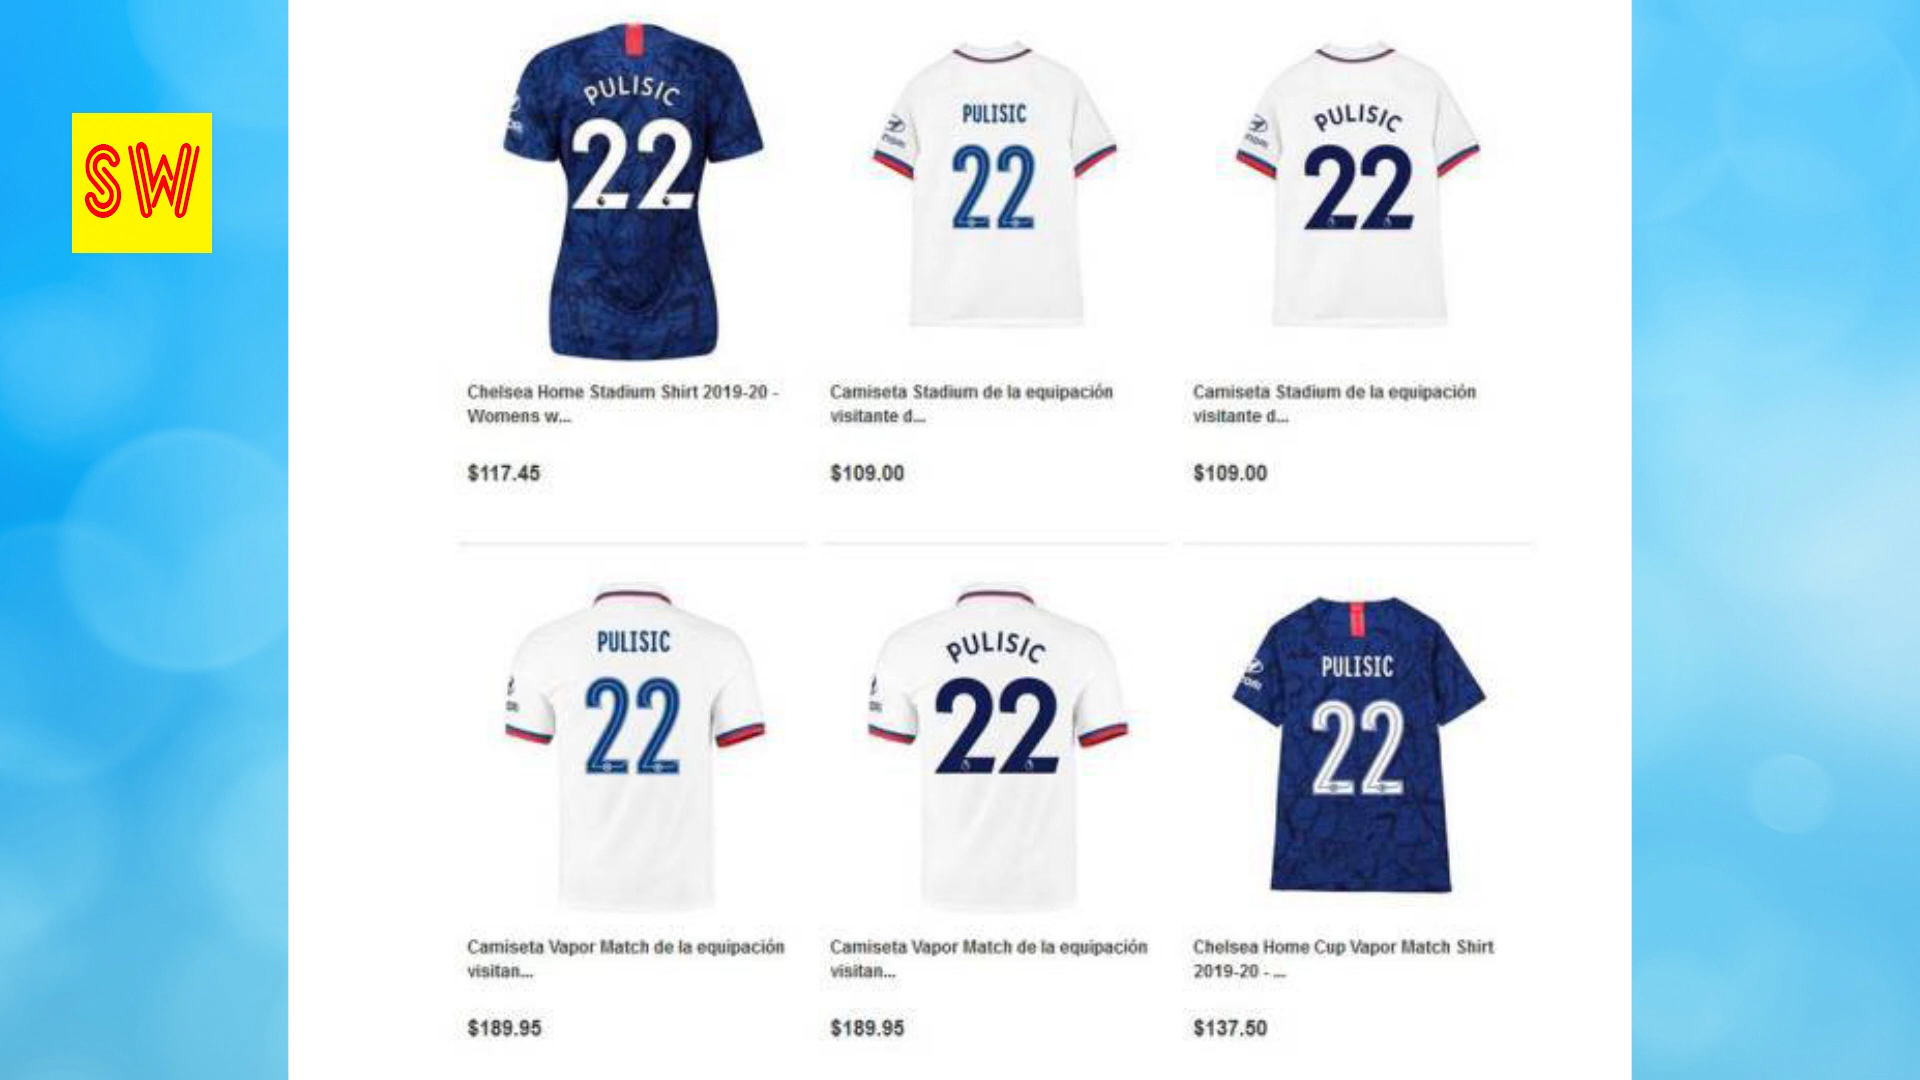 SW
PULISIC
22
PULISIC
22
PULISIC
22
Chelsea Home Stadium Shirt 2019-20 -
Womens w...
$117.45
Camiseta Stadium de la equipación
visitante d...
$109.00
Camiseta Stadium de la equipación
visitante d...
$109.00
PULISIC
22
PULISIC
22
PULISIC
22
Camiseta Vapor Match de la equipación
visitan...
$189.95
Camiseta Vapor Match de la equipación
visitan...
$189.95
Chelsea Home Cup Vapor Match Shirt
2019-20 - ...
$137.50